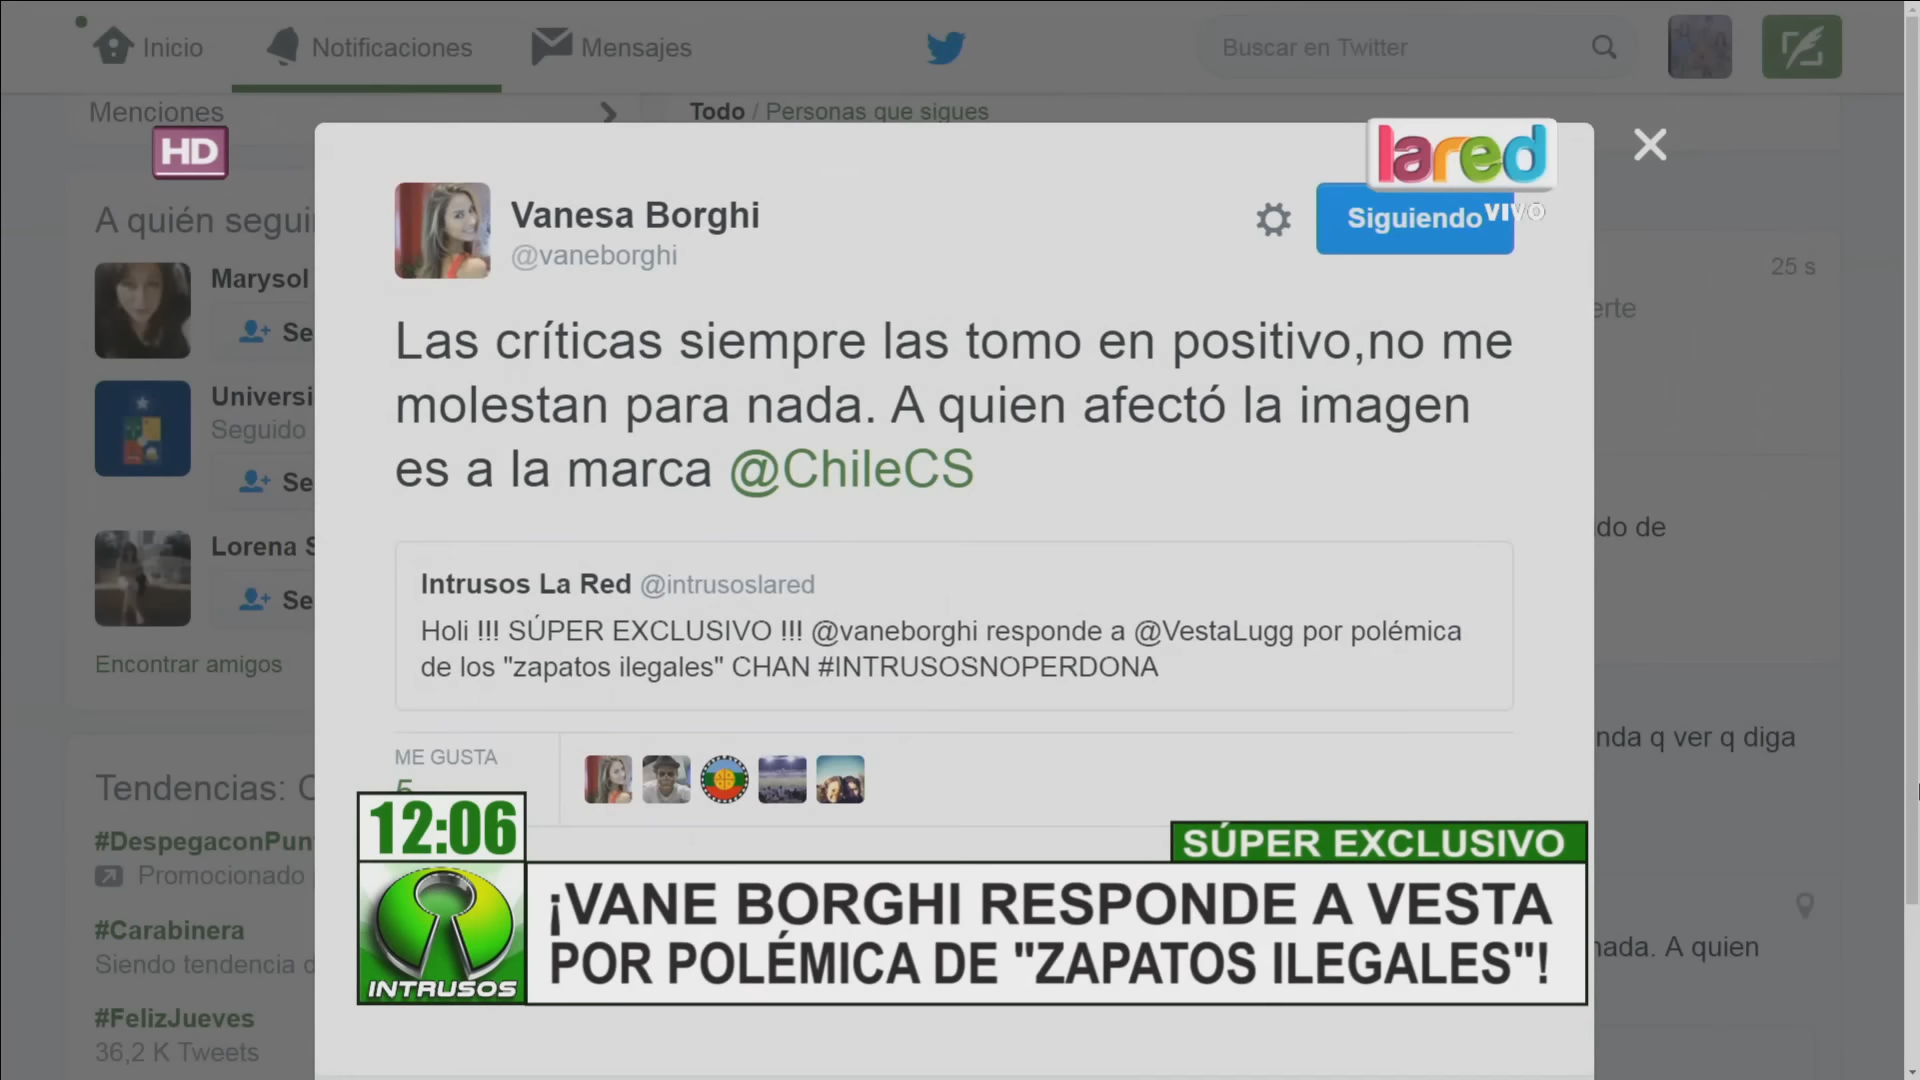 Inicio
Notificaciones
Mensajes
Buscar en Twitter
Menciones
Todo / Personas que sigues
HD
lared
VIVO
A quién segui
Marysol
Se
Universi
Seguido
Se
Lorena S
Se
Encontrar amigos
Tendencias: C
#DespegaconPun
Promocionado
#Carabinera
Siendo tendencia d
#FelizJueves
36,2 K Tweets
Vanesa Borghi
@vaneborghi
Siguiendo
Las críticas siempre las tomo en positivo,no me
molestan para nada. A quien afectó la imagen
es a la marca @ChileCS
Intrusos La Red @intrusoslared
Holi !!! SÚPER EXCLUSIVO !!! @vaneborghi responde a @VestaLugg por polémica
de los "zapatos ilegales" CHAN #INTRUSOSNOPERDONA
ME GUSTA
5
25 s
erte
do de
nda q ver q diga
nada. A quien
12:06
INTRUSOS
SÚPER EXCLUSIVO
¡VANE BORGHI RESPONDE A VESTA
POR POLÉMICA DE "ZAPATOS ILEGALES"!